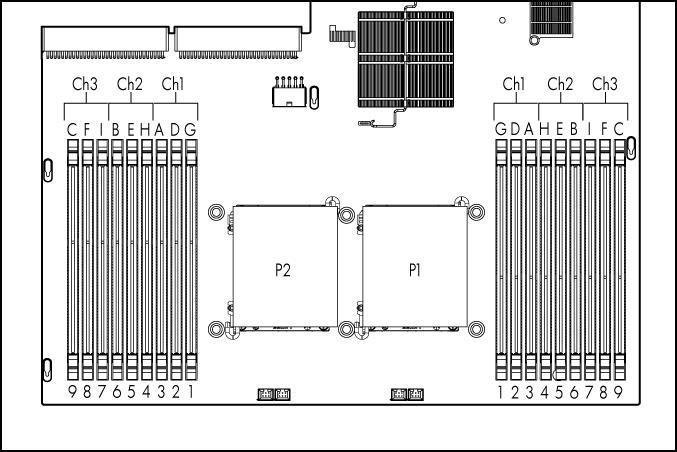 Ch3 Ch2 Ch1 Ch1 Ch2 Ch3
C F I B E H A D G G D A H E B I F C
P2 P1
9 8 7 6 5 4 3 2 1 1 2 3 4 5 6 7 8 9